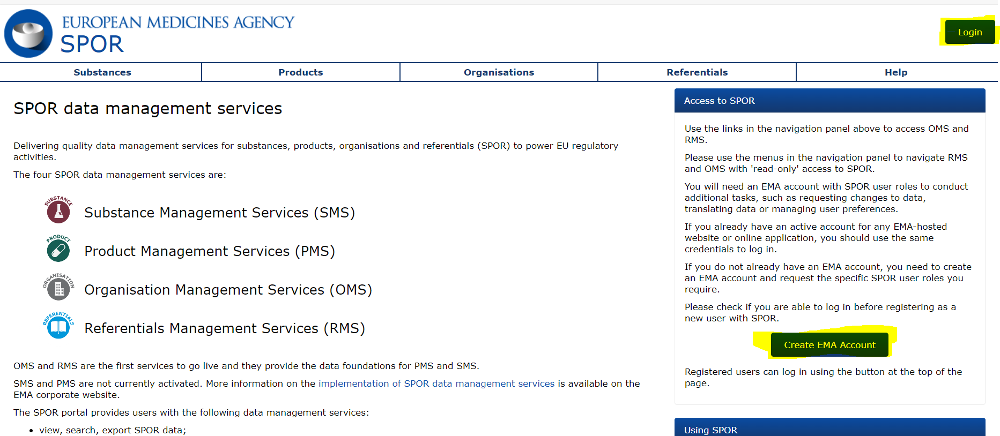 EUROPEAN MEDICINES AGENCY
SPOR
Login
Substances
Products
Organisations
Referentials
Help
SPOR data management services
Delivering quality data management services for substances, products, organisations and referentials (SPOR) to power EU regulatory
activities.
The four SPOR data management services are:
SUBSTANCE
Substance Management Services (SMS)
PRODUCT
Product Management Services (PMS)
ORGANISATION
Organisation Management Services (OMS)
REFERENTIALS
Referentials Management Services (RMS)
OMS and RMS are the first services to go live and they provide the data foundations for PMS and SMS.
SMS and PMS are not currently activated. More information on the implementation of SPOR data management services is available on the
EMA corporate website.
The SPOR portal provides users with the following data management services:
• view, search, export SPOR data;
Access to SPOR
Use the links in the navigation panel above to access OMS and
RMS.
Please use the menus in the navigation panel to navigate RMS
and OMS with 'read-only' access to SPOR.
You will need an EMA account with SPOR user roles to conduct
additional tasks, such as requesting changes to data,
translating data or managing user preferences.
If you already have an active account for any EMA-hosted
website or online application, you should use the same
credentials to log in.
If you do not already have an EMA account, you need to create
an EMA account and request the specific SPOR user roles you
require.
Please check if you are able to log in before registering as a
new user with SPOR.
Create EMA Account
Registered users can log in using the button at the top of the
page.
Using SPOR